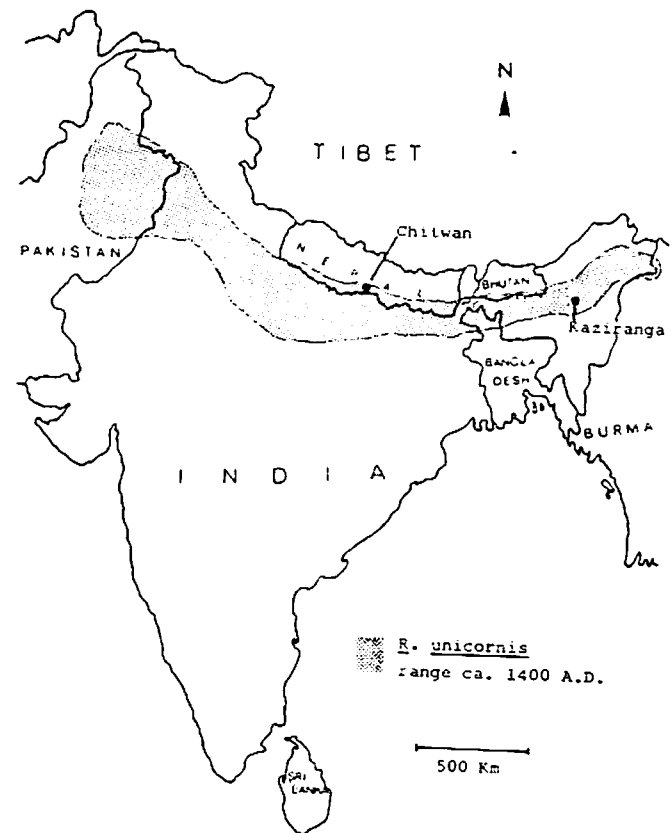 N
TIBET
Chitwan
PAKISTAN
NEPAL
BHUTAN
Kaziranga
BANGLA
DESH
BURMA
INDIA
R. unicornis
range ca. 1400 A.D.
500 Km
SRI
LANKA